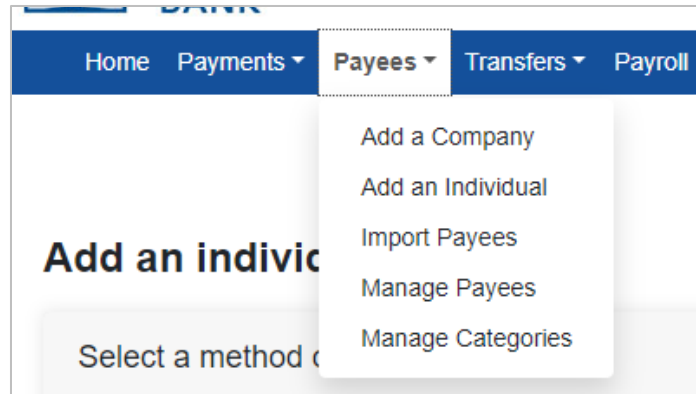 BANK
Home Payments Payees Transfers Payroll
Add a Company
Add an Individual
Import Payees
Manage Payees
Manage Categories
Add an
Select a method